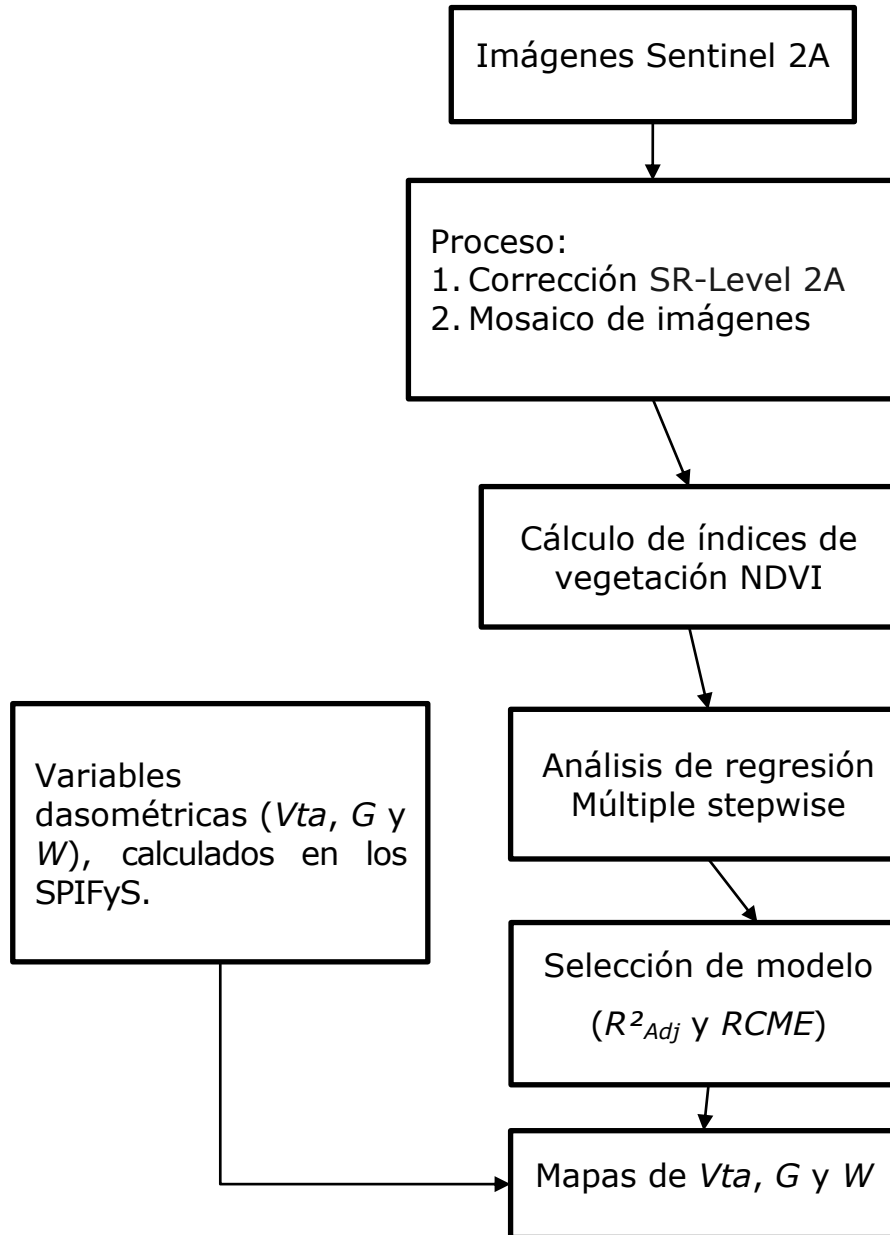 Imágenes Sentinel 2A
Proceso:
1. Corrección SR-Level 2A
2. Mosaico de imágenes
Cálculo de índices de
vegetación NDVI
Análisis de regresión
Múltiple stepwise
Variables
dasométricas (Vta, G y
W), calculados en los
SPIFyS.
Selección de modelo
(R²Adj y RCME)
Mapas de Vta, G y W